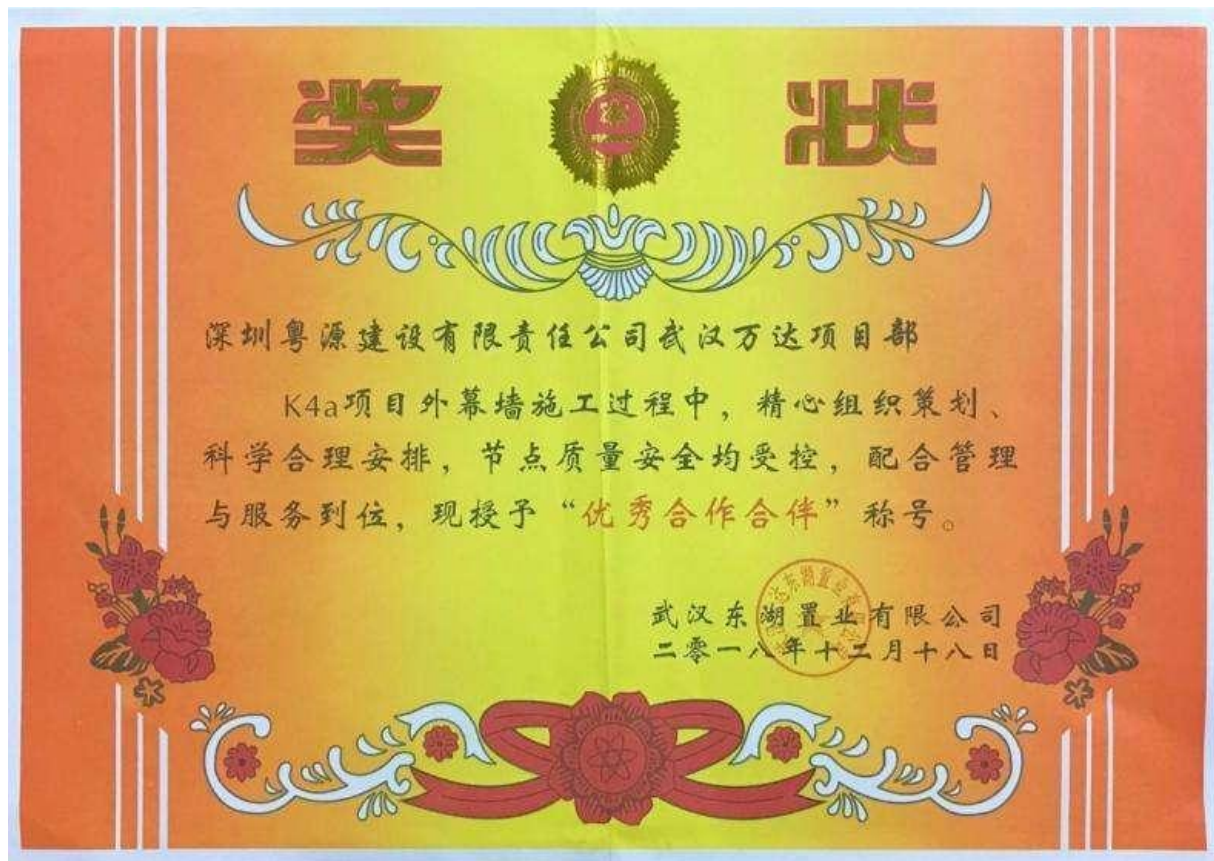 奖状
深圳粤源建设有限责任公司武汉万达项目部
K4a项目外幕墙施工过程中，精心组织策划、
科学合理安排，节点质量安全均受控，配合管理
与服务到位，现授予“优秀合作合伴”称号。
武汉东湖置业有限公司
二零一八年十二月十八日